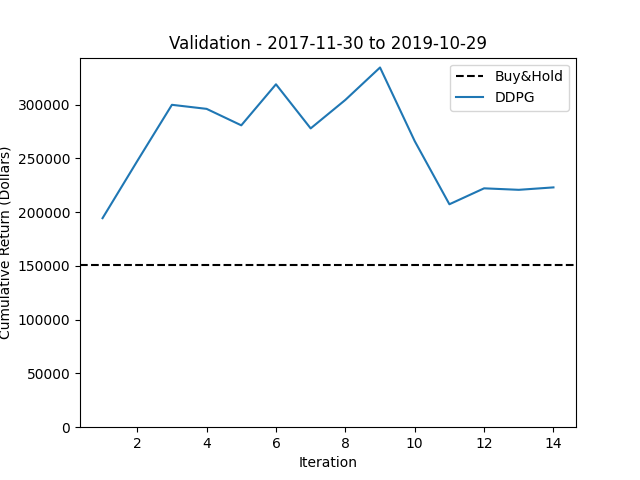 Validation - 2017-11-30 to 2019-10-29
Buy&Hold
DDPG
Cumulative Return (Dollars)
300000
250000
200000
150000
100000
50000
0
2 4 6 8 10 12 14
Iteration